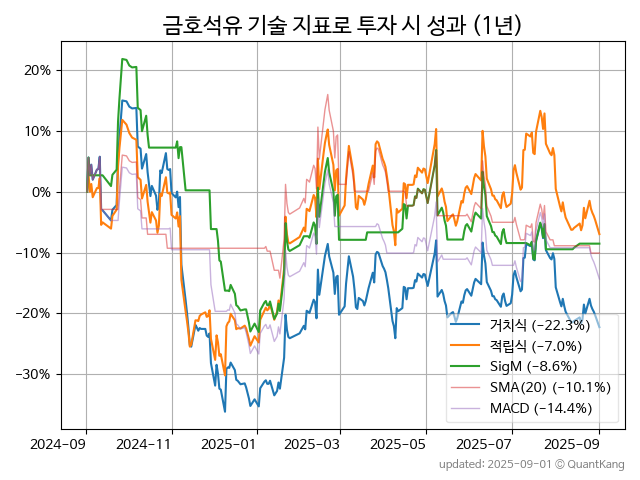 금호석유 기술 지표로 투자 시 성과 (1년)
20%
10%
0%
−10%
−20%
−30%
거치식 (−22.3%)
적립식 (−7.0%)
SigM (−8.6%)
SMA(20) (−10.1%)
MACD (−14.4%)
2024-09
2024-11
2025-01
2025-03
2025-05
2025-07
2025-09
updated: 2025-09-01 © QuantKang